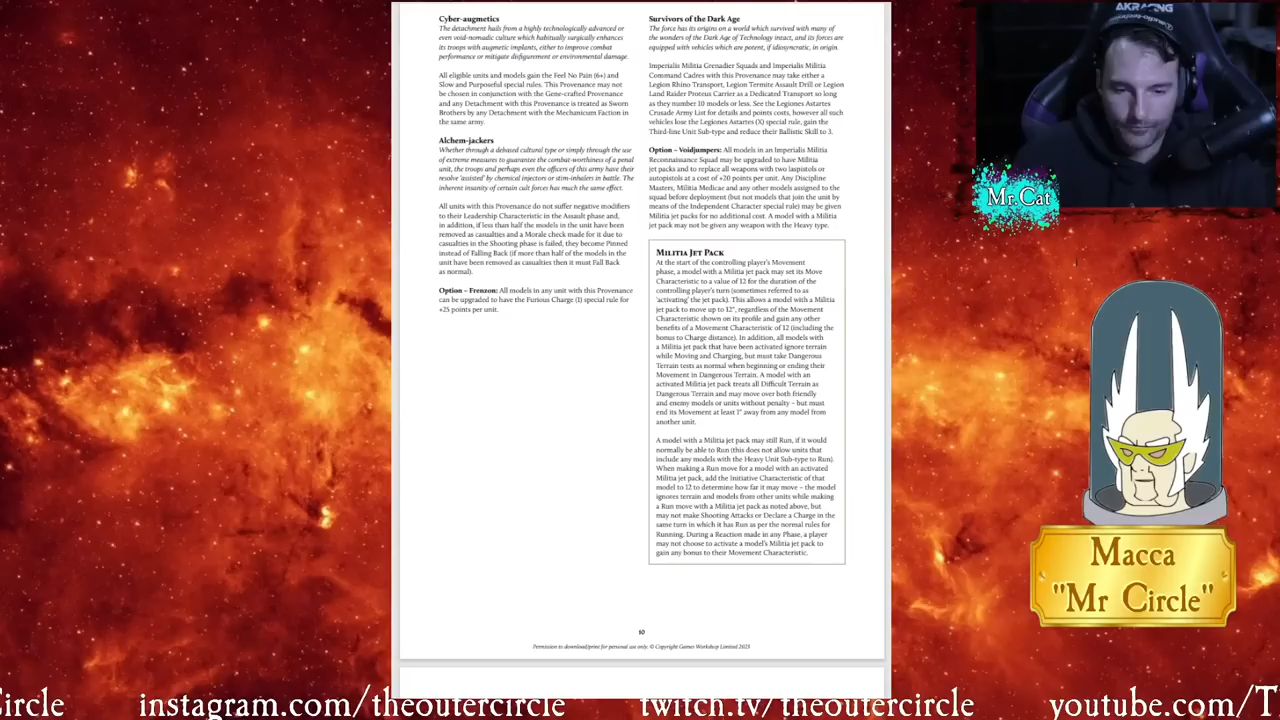 Cyber-augmetics
The detachment hails from a highly technologically advanced or
even void-nomadic culture which habitually surgically enhances
its troops with augmetic implants, either to improve combat
performance or mitigate disfigurement or environmental damage.
All eligible units and models gain the Feel No Pain (6+) and
Slow and Purposeful special rules. This Provenance may not
be chosen in conjunction with the Gene-crafted Provenance
and any Detachment with this Provenance is treated as Sworn
Brothers by any Detachment with the Mechanicum Faction in
the same army.
Alchem-jackers
Whether through a debased cultural type or simply through the use
of extreme measures to guarantee the combat-worthiness of a penal
unit, the troops and perhaps even the officers of this army have their
resolve 'assisted' by chemical injectors or stim-inhalers in battle. The
inherent insanity of certain cult forces has much the same effect.
All units with this Provenance do not suffer negative modifiers
to their Leadership Characteristic in the Assault phase and,
in addition, if less than half the models in the unit have been
removed as casualties and a Morale check made for it due to
casualties in the Shooting phase is failed, they become Pinned
instead of Falling Back (if more than half of the models in the
unit have been removed as casualties then it must Fall Back
as normal).
Option – Frenzon: All models in any unit with this Provenance
can be upgraded to have the Furious Charge (1) special rule for
+25 points per unit.
Survivors of the Dark Age
The force has its origins on a world which survived with many of
the wonders of the Dark Age of Technology intact, and its forces are
equipped with vehicles which are potent, if idiosyncratic, in origin.
Imperialis Militia Grenadier Squads and Imperialis Militia
Command Cadres with this Provenance may take either a
Legion Rhino Transport, Legion Termite Assault Drill or Legion
Land Raider Proteus Carrier as a Dedicated Transport so long
as they number 10 models or less. See the Legiones Astartes
Crusade Army List for details and points costs, however all such
vehicles lose the Legiones Astartes (X) special rule, gain the
Third-line Unit Sub-type and reduce their Ballistic Skill to 3.
Option – Voidjumpers: All models in an Imperialis Militia
Reconnaissance Squad may be upgraded to have Militia
jet packs and to replace all weapons with two laspistols or
autopistols at a cost of +20 points per unit. Any Discipline
Masters, Militia Medicae and any other models assigned to the
squad before deployment (but not models that join the unit by
means of the Independent Character special rule) may be given
Militia jet packs for no additional cost. A model with a Militia
jet pack may not be given any weapon with the Heavy type.
Militia Jet Pack
At the start of the controlling player's Movement
phase, a model with a Militia jet pack may set its Move
Characteristic to a value of 12 for the duration of the
controlling player's turn (sometimes referred to as
'activating' the jet pack). This allows a model with a Militia
jet pack to move up to 12", regardless of the Movement
Characteristic shown on its profile and gain any other
benefits of a Movement Characteristic of 12 (including the
bonus to Charge distance). In addition, all models with
a Militia jet pack that have been activated ignore terrain
while Moving and Charging, but must take Dangerous
Terrain tests as normal when beginning or ending their
Movement in Dangerous Terrain. A model with an
activated Militia jet pack treats all Difficult Terrain as
Dangerous Terrain and may move over both friendly
and enemy models or units without penalty – but must
end its Movement at least 1" away from any model from
another unit.
A model with a Militia jet pack may still Run, if it would
normally be able to Run (this does not allow units that
include any models with the Heavy Unit Sub-type to Run).
When making a Run move for a model with an activated
Militia jet pack, add the Initiative Characteristic of that
model to 12 to determine how far it may move – the model
ignores terrain and models from other units while making
a Run move with a Militia jet pack as noted above, but
may not make Shooting Attacks or Declare a Charge in the
same turn in which it has Run as per the normal rules for
Running. During a Reaction made in any Phase, a player
may not choose to activate a model's Militia jet pack to
gain any bonus to their Movement Characteristic.
10
Permission to download/print for personal use only. © Copyright Games Workshop Limited 2023
AKRACING
Mr.Cat
Macca
"Mr Circle"
Circle instagram.com/theoutercircle twitch.tv/theoutercircle youtube.com/T